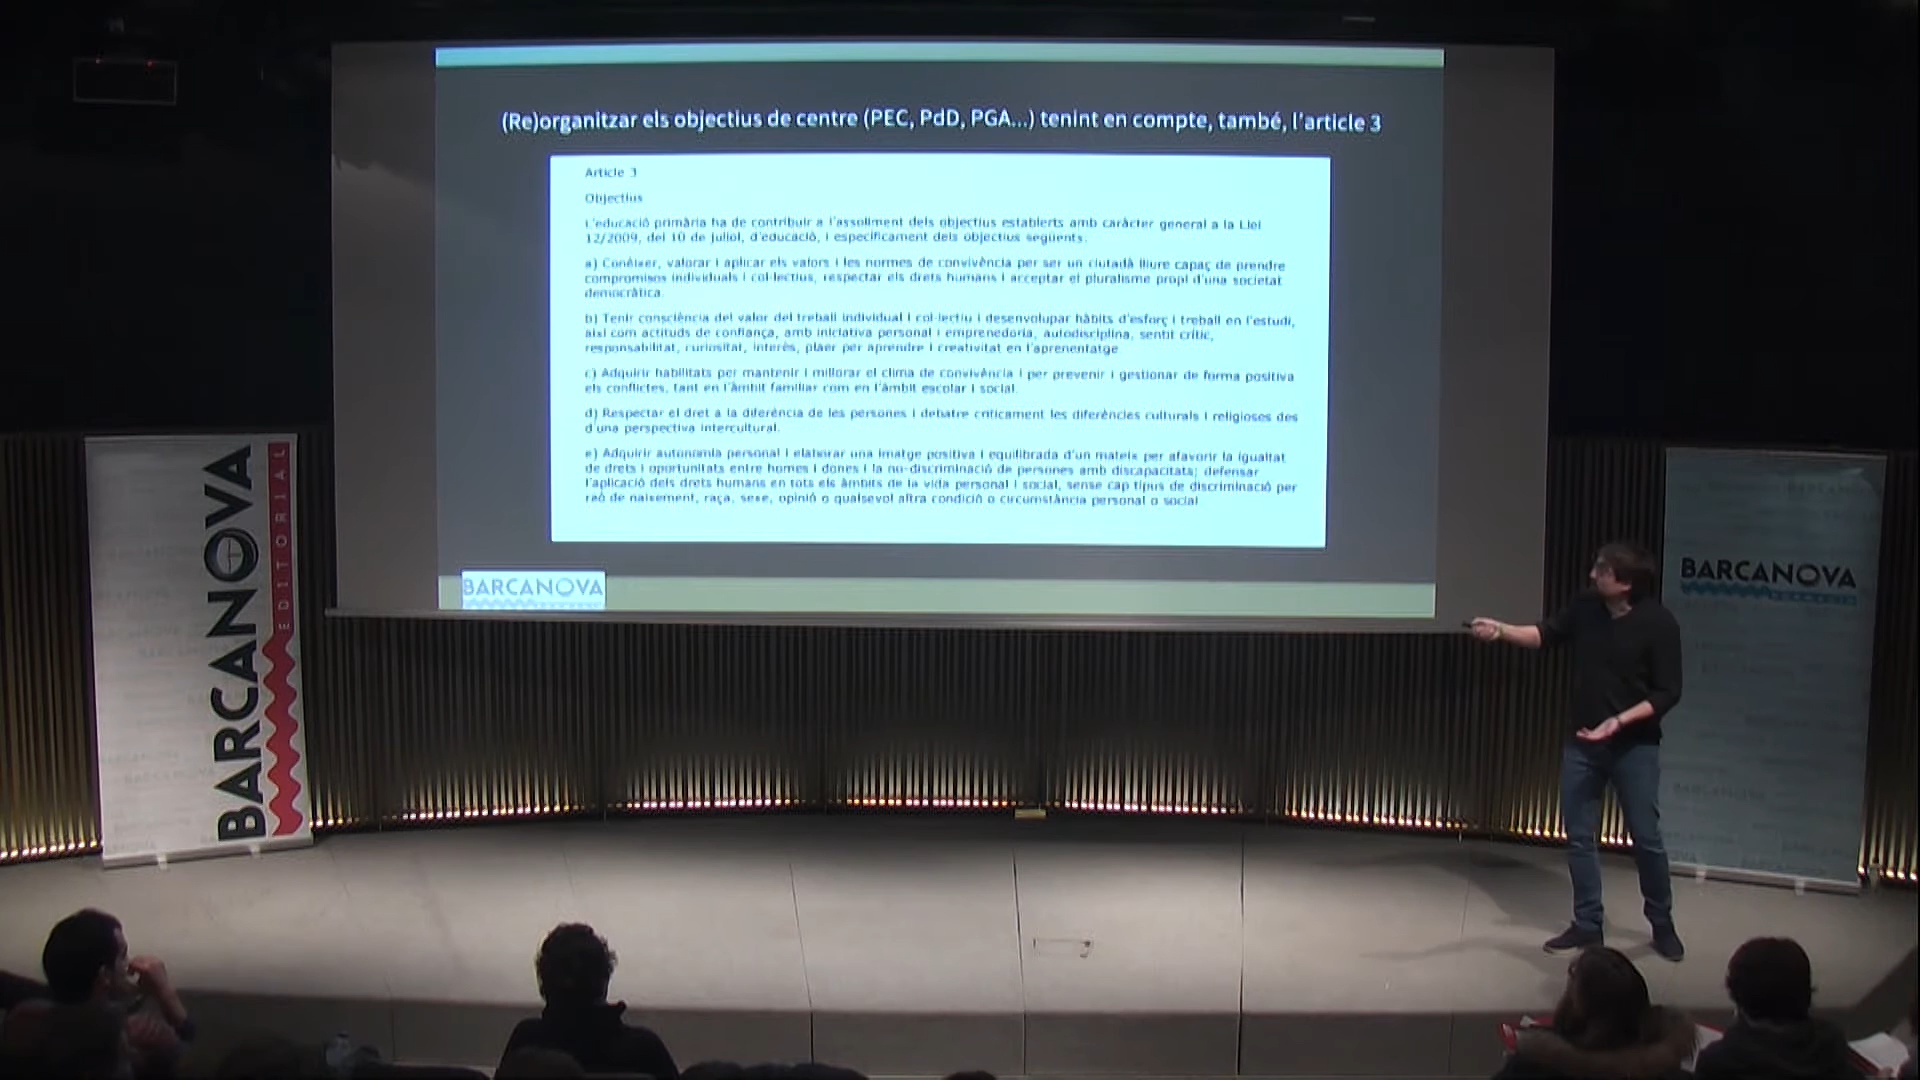 (Re)organitzar els objectius de centre (PEC, PdD, PGA...) tenint en compte, també, l'article 3
Article 3
Objectius
L'educació primària ha de contribuir a l'assoliment dels objectius establerts amb caràcter general a la Llei
12/2009, del 10 de juliol, d'educació, i específicament dels objectius següents.
a) Conèixer, valorar i aplicar els valors i les normes de convivència per ser un ciutadà lliure capaç de prendre
compromisos individuals i col·lectius, respectar els drets humans i acceptar el pluralisme propi d'una societat
democràtica.
b) Tenir consciència del valor del treball individual i col·lectiu i desenvolupar hàbits d'esforç i treball en l'estudi,
així com actituds de confiança, amb iniciativa personal i emprenedoria, autodisciplina, sentit crític,
responsabilitat, curiositat, interès, plaer per aprendre i creativitat en l'aprenentatge.
c) Adquirir habilitats per mantenir i millorar el clima de convivència i per prevenir i gestionar de forma positiva
els conflictes, tant en l'àmbit familiar com en l'àmbit escolar i social.
d) Respectar el dret a la diferència de les persones i debatre críticament les diferències culturals i religioses des
d'una perspectiva intercultural.
e) Adquirir autonomia personal i elaborar una imatge positiva i equilibrada d'un mateix per afavorir la igualtat
de drets i oportunitats entre homes i dones i la no-discriminació de persones amb discapacitats; defensar
l'aplicació dels drets humans en tots els àmbits de la vida personal i social, sense cap tipus de discriminació per
raó de naixement, raça, sexe, opinió o qualsevol altra condició o circumstància personal o social.
BARCANOVA
BARCANOVA
EDITORIAL
BARCANOVA